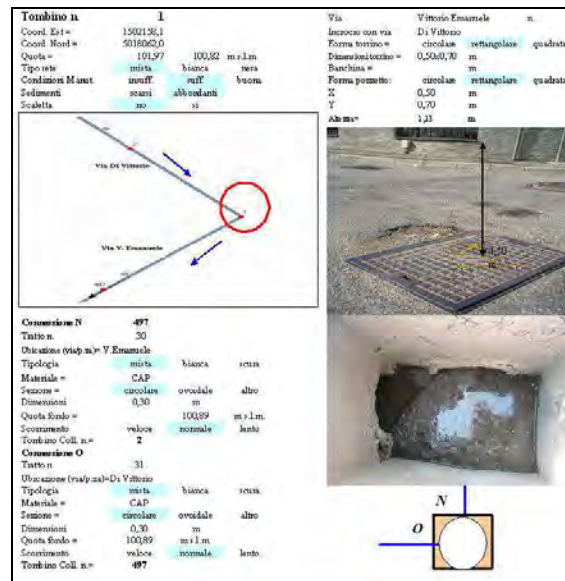 Tombino n. 1
Coord. Est = 1502158,1
Coord. Nord = 5018062,0
Quota = 101,97 100,82 m s.l.m.
Tipo rete mista bianca nera
Condizioni Manut. insuff. suff. buona
Sedimenti scarsi abbondanti
Scaletta no si
Via Vittorio Emanuele n.
Incrocio con via Di Vittorio
Forma torrino = circolare rettangolare quadrata
Dimensioni torrino = 0,50x0,70 m
Banchina = m
Forma pozzetto: circolare rettangolare quadrata
X 0,50 m
Y 0,70 m
Altezza= 1,13 m
Via Di Vittorio
Via V. Emanuele
Connessione N 497
Tratto n. 30
Ubicazione (via/p.za)= V.Emanuele
Tipologia mista bianca scura
Materiale = CAP
Sezione = circolare ovoidale altro
Dimensioni 0,30 m
Quota fondo = 100,89 m s.l.m.
Scorrimento veloce normale lento
Tombino Coll. n.= 2
Connessione O
Tratto n. 31
Ubicazione (via/p.za)=Di Vittorio
Tipologia mista bianca scura
Materiale = CAP
Sezione = circolare ovoidale altro
Dimensioni 0,30 m
Quota fondo = 100,89 m s.l.m.
Scorrimento veloce normale lento
Tombino Coll. n.= 497
N
O